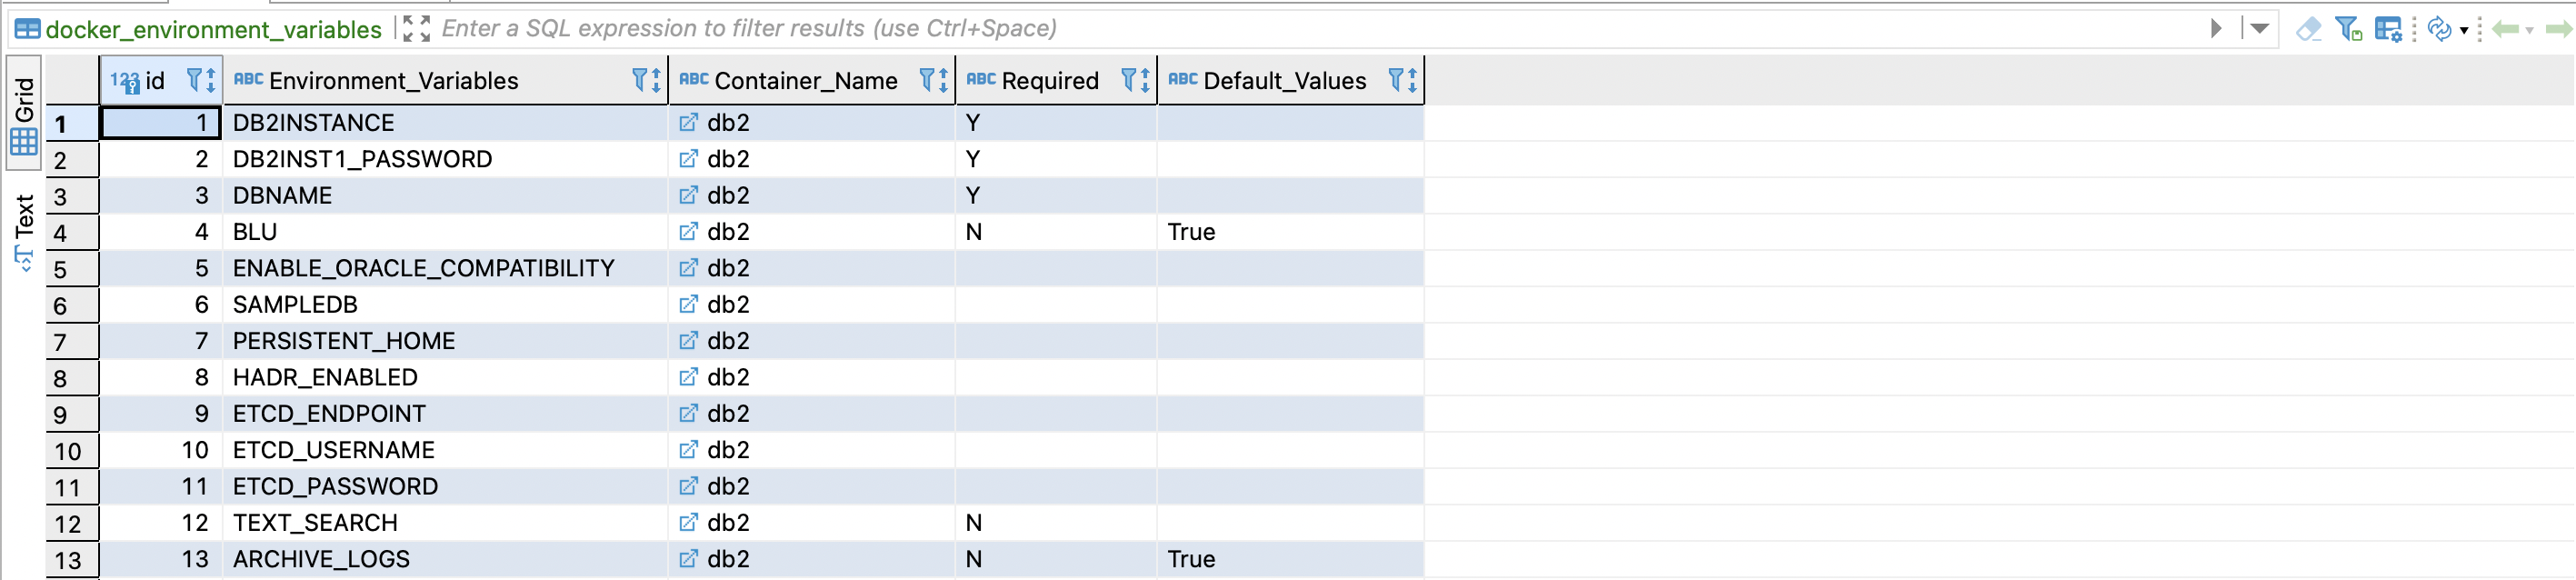 docker_environment_variables Enter a SQL expression to filter results (use Ctrl+Space)
Grid
Text
123 id ABC Environment_Variables ABC Container_Name ABC Required ABC Default_Values
1 1 DB2INSTANCE db2 Y
2 2 DB2INST1_PASSWORD db2 Y
3 3 DBNAME db2 Y
4 4 BLU db2 N True
5 5 ENABLE_ORACLE_COMPATIBILITY db2
6 6 SAMPLEDB db2
7 7 PERSISTENT_HOME db2
8 8 HADR_ENABLED db2
9 9 ETCD_ENDPOINT db2
10 10 ETCD_USERNAME db2
11 11 ETCD_PASSWORD db2
12 12 TEXT_SEARCH db2 N
13 13 ARCHIVE_LOGS db2 N True